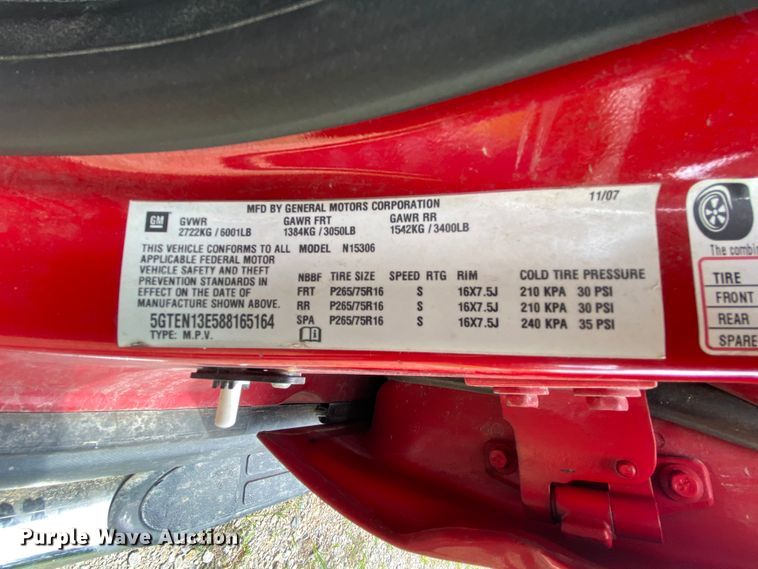 MFD BY GENERAL MOTORS CORPORATION 11/07
GM GVWR GAWR FRT GAWR RR
2722KG / 6001LB 1384KG / 3050LB 1542KG / 3400LB
THIS VEHICLE CONFORMS TO ALL MODEL N15306
APPLICABLE FEDERAL MOTOR
VEHICLE SAFETY AND THEFT
PREVENTION STANDARDS IN
EFFECT ON THE DATE OF
MANUFACTURE SHOWN ABOVE.
5GTEN13E588165164
TYPE: M.P.V.
NBBF TIRE SIZE SPEED RTG RIM COLD TIRE PRESSURE
FRT P265/75R16 S 16X7.5J 210 KPA 30 PSI
RR P265/75R16 S 16X7.5J 210 KPA 30 PSI
SPA P265/75R16 S 16X7.5J 240 KPA 35 PSI
The combin
TIRE
FRONT
REAR
SPARE
Purple Wave Auction